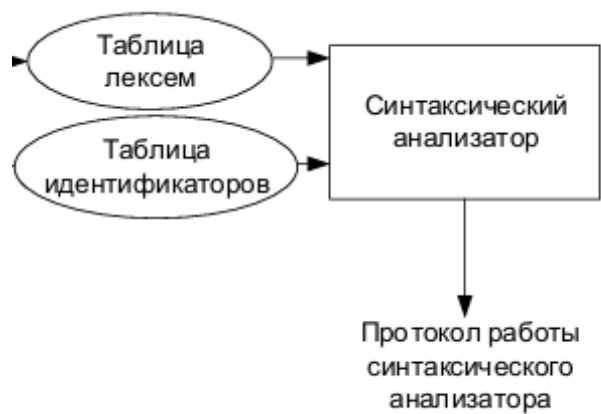 Таблица
лексем
Синтаксический
анализатор
Таблица
идентификаторов
Протокол работы
синтаксического
анализатора